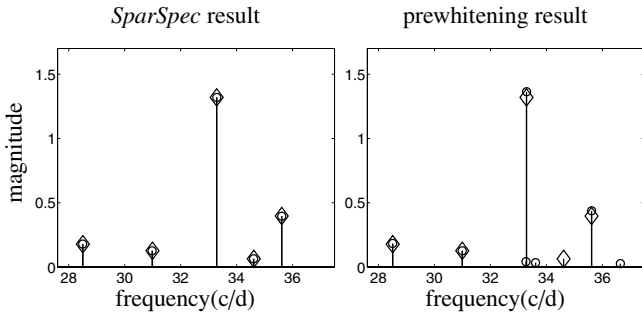 SparSpec result
prewhitening result
magnitude
1.5
1
0.5
0
28 30 32 34 36
frequency(c/d)
1.5
1
0.5
0
28 30 32 34 36
frequency(c/d)